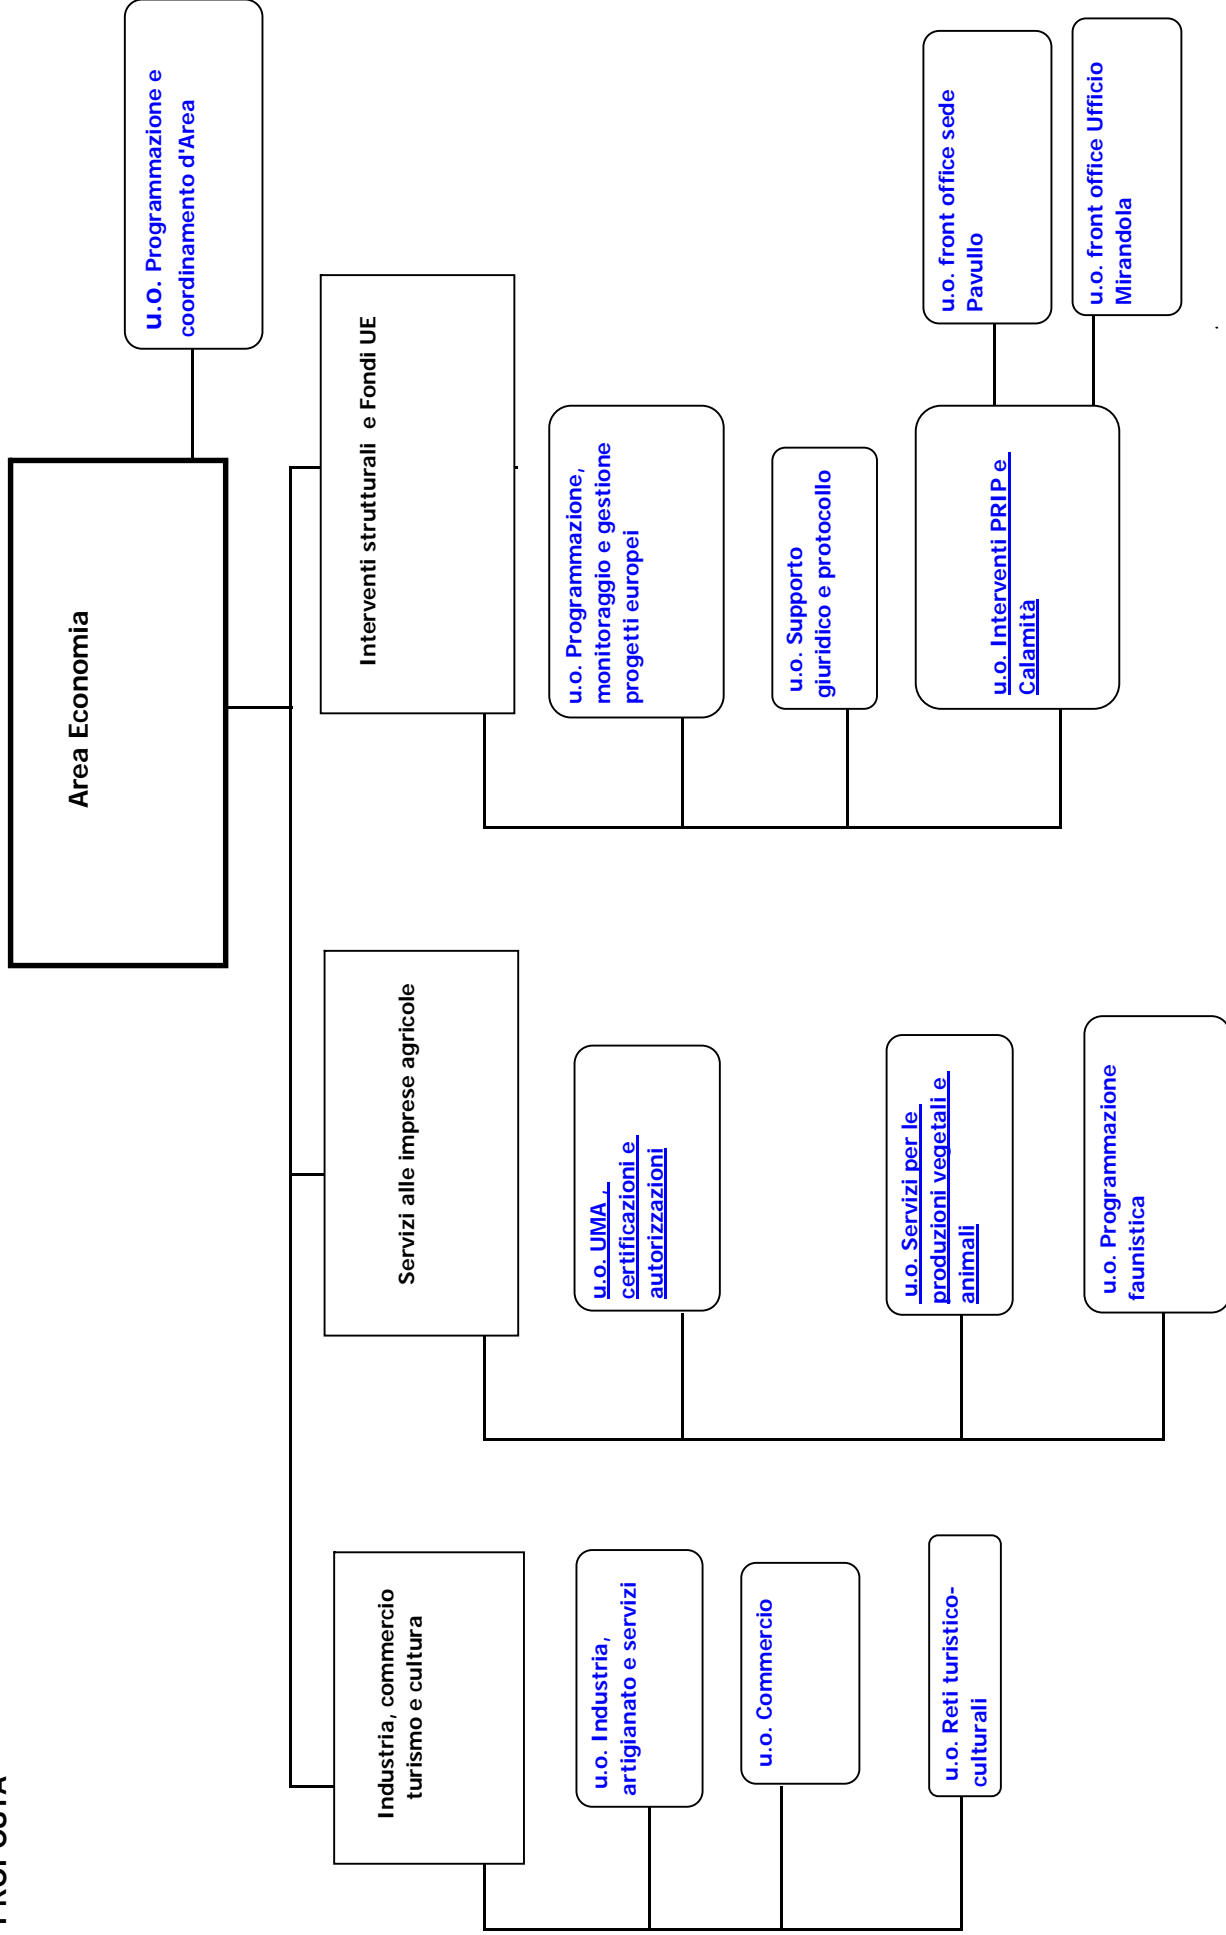 PROPOSTA
Area Economia
u.o. Programmazione e
coordinamento d'Area
Industria, commercio
turismo e cultura
Servizi alle imprese agricole
Interventi strutturali e Fondi UE
u.o. Industria,
artigianato e servizi
u.o. Commercio
u.o. Reti turistico-
culturali
u.o. UMA ,
certificazioni e
autorizzazioni
u.o. Servizi per le
produzioni vegetali e
animali
u.o. Programmazione
faunistica
u.o. Programmazione,
monitoraggio e gestione
progetti europei
u.o. Supporto
giuridico e protocollo
u.o. Interventi PRIP e
Calamità
u.o. front office sede
Pavullo
u.o. front office Ufficio
Mirandola